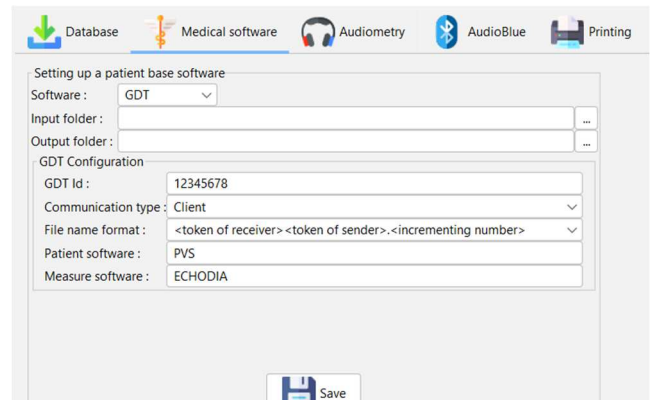 Database Medical software Audiometry AudioBlue Printing
Setting up a patient base software
Software : GDT
Input folder : ...
Output folder : ...
GDT Configuration
GDT Id : 12345678
Communication type : Client
File name format : <token of receiver><token of sender>.<incrementing number>
Patient software : PVS
Measure software : ECHODIA
Save